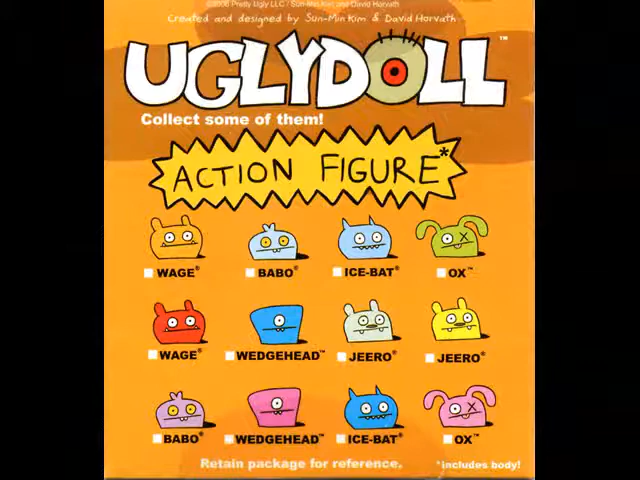 ©2006 Pretty Ugly LLC / Sun-Min Kim and David Horvath
Created and designed by Sun-Min Kim & David Horvath
UGLYDOLL™
Collect some of them!
ACTION FIGURE*
WAGE® BABO® ICE-BAT® OX™
WAGE® WEDGEHEAD™ JEERO® JEERO®
BABO® WEDGEHEAD™ ICE-BAT® OX™
Retain package for reference. *includes body!